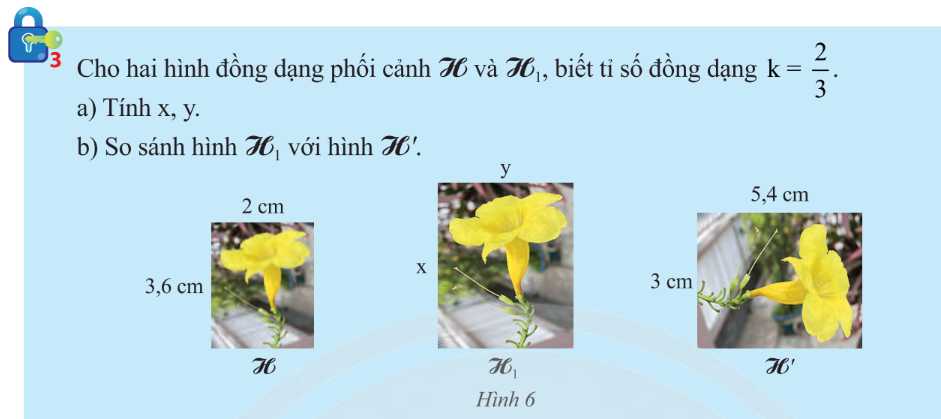 3
Cho hai hình đồng dạng phối cảnh ℋ và ℋ₁, biết tỉ số đồng dạng k = 2/3.
a) Tính x, y.
b) So sánh hình ℋ₁ với hình ℋ'.
y
2 cm
5,4 cm
x
3,6 cm
3 cm
ℋ
ℋ₁
ℋ'
Hình 6